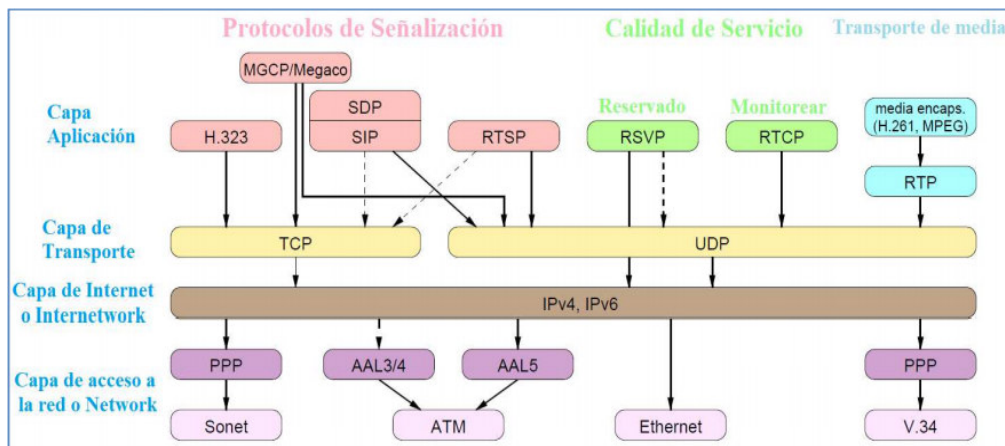 Protocolos de Señalización
Calidad de Servicio
Transporte de media
MGCP/Megaco
Capa
Aplicación
SDP
SIP
H.323
RTSP
Reservado
RSVP
Monitorear
RTCP
media encaps.
(H.261, MPEG)
RTP
Capa de
Transporte
TCP
UDP
Capa de Internet
o Internetwork
IPv4, IPv6
Capa de acceso a
la red o Network
PPP
AAL3/4
AAL5
PPP
Sonet
ATM
Ethernet
V.34